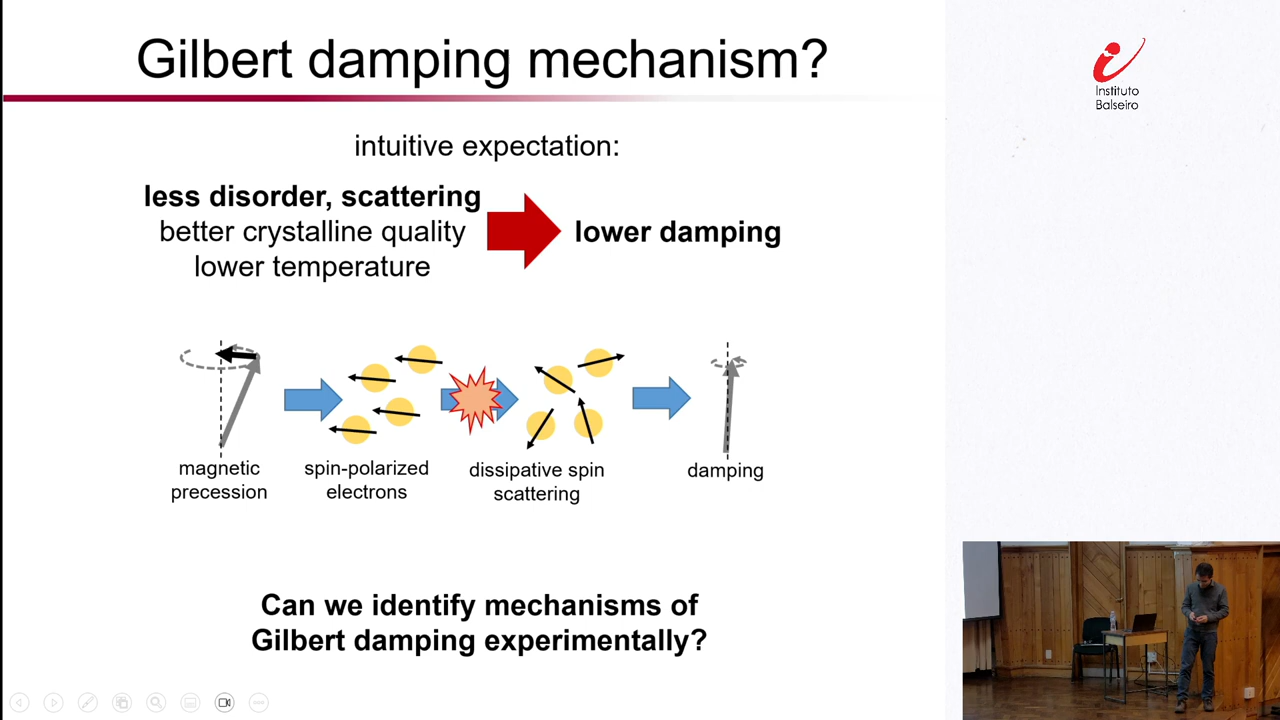 Gilbert damping mechanism?
Instituto
Balseiro
intuitive expectation:
less disorder, scattering
better crystalline quality
lower temperature
lower damping
magnetic
precession
spin-polarized
electrons
dissipative spin
scattering
damping
Can we identify mechanisms of
Gilbert damping experimentally?